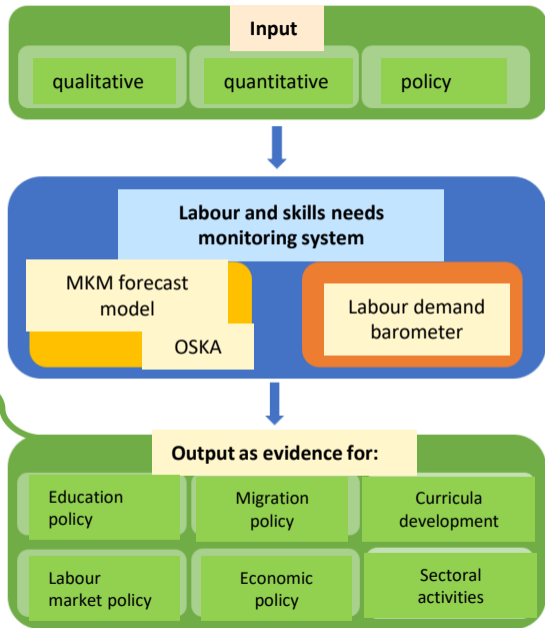 Input
qualitative
quantitative
policy
Labour and skills needs
monitoring system
MKM forecast
model
OSKA
Labour demand
barometer
Output as evidence for:
Education
policy
Migration
policy
Curricula
development
Labour
market policy
Economic
policy
Sectoral
activities